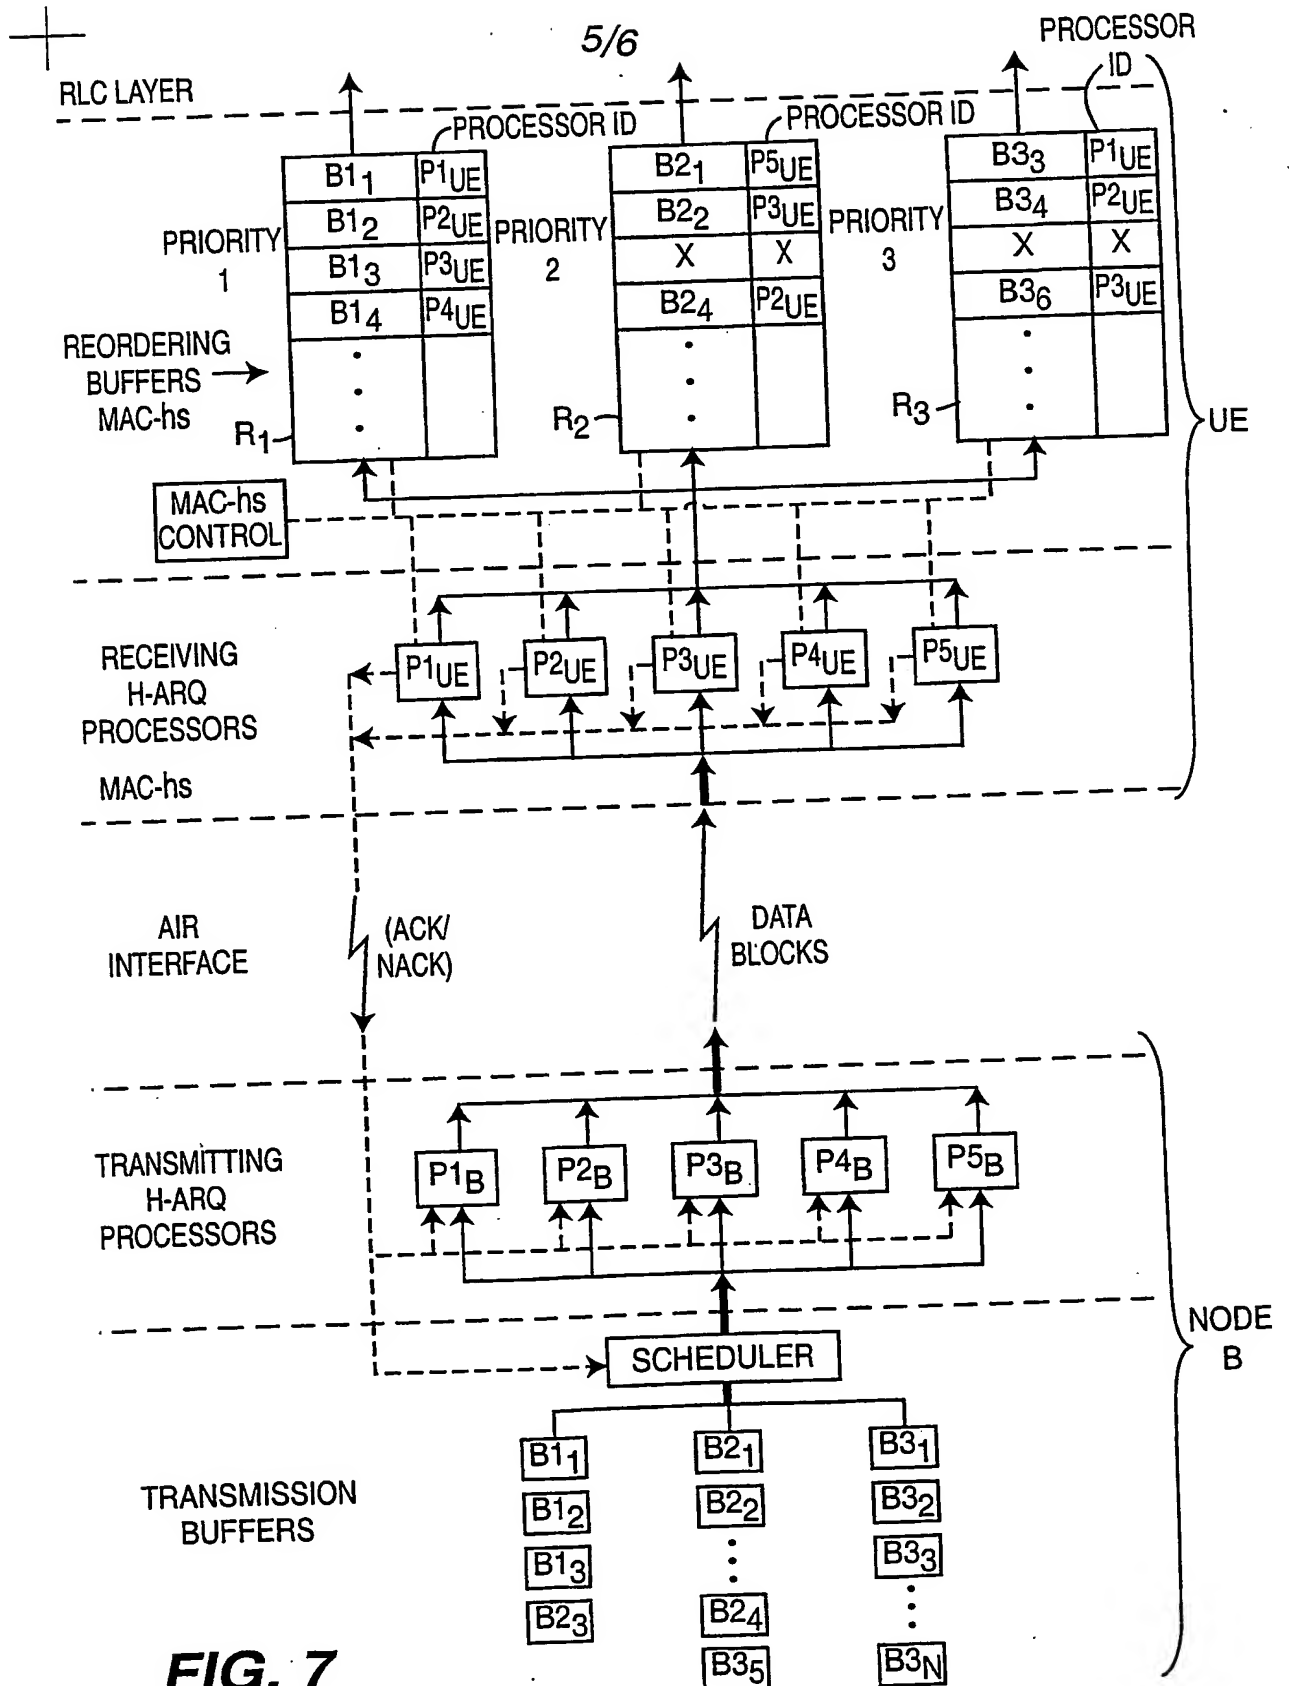 5/6
PROCESSOR
ID
RLC LAYER
PROCESSOR ID
PROCESSOR ID
B1₁ P1UE
B1₂ P2UE
B1₃ P3UE
B1₄ P4UE
PRIORITY
1
B2₁ P5UE
B2₂ P3UE
X X
B2₄ P2UE
PRIORITY
2
B3₃ P1UE
B3₄ P2UE
X X
B3₆ P3UE
PRIORITY
3
REORDERING
BUFFERS
MAC-hs
R₁
R₂
R₃
UE
MAC-hs
CONTROL
RECEIVING
H-ARQ
PROCESSORS
MAC-hs
P1UE P2UE P3UE P4UE P5UE
AIR
INTERFACE
(ACK/
NACK)
DATA
BLOCKS
TRANSMITTING
H-ARQ
PROCESSORS
P1B P2B P3B P4B P5B
NODE
B
SCHEDULER
TRANSMISSION
BUFFERS
B1₁ B2₁ B3₁
B1₂ B2₂ B3₂
B1₃ B3₃
B2₃ B2₄
B3₅ B3N
FIG. 7